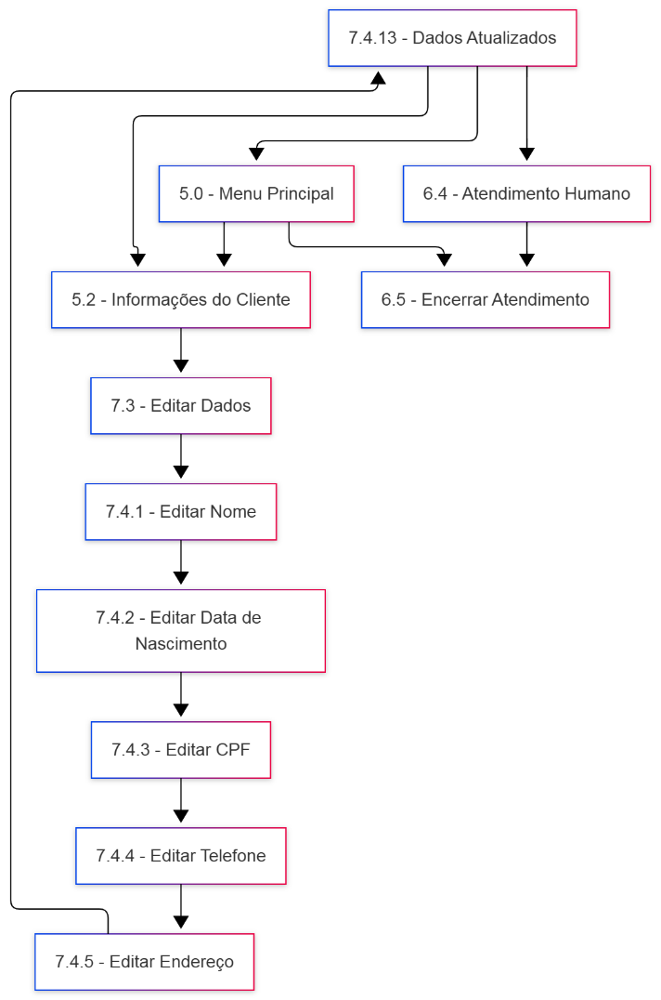 7.4.13 - Dados Atualizados
5.0 - Menu Principal
6.4 - Atendimento Humano
5.2 - Informações do Cliente
6.5 - Encerrar Atendimento
7.3 - Editar Dados
7.4.1 - Editar Nome
7.4.2 - Editar Data de
Nascimento
7.4.3 - Editar CPF
7.4.4 - Editar Telefone
7.4.5 - Editar Endereço